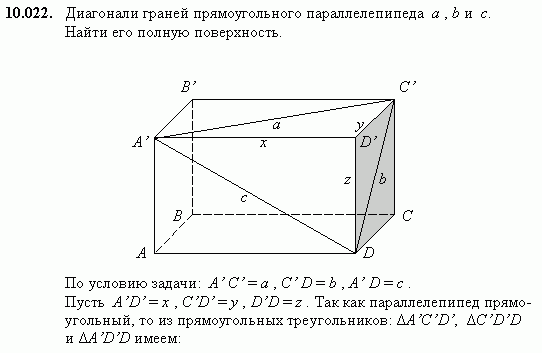 10.022. Диагонали граней прямоугольного параллелепипеда a , b и c.
Найти его полную поверхность.
B' C'
a y
A' x D'
z b
c
B C
A D
По условию задачи: A' C' = a , C' D = b , A' D = c .
Пусть A'D' = x , C'D' = y , D'D = z . Так как параллелепипед прямо-
угольный, то из прямоугольных треугольников: ΔA'C'D', ΔC'D'D
и ΔA'D'D имеем: